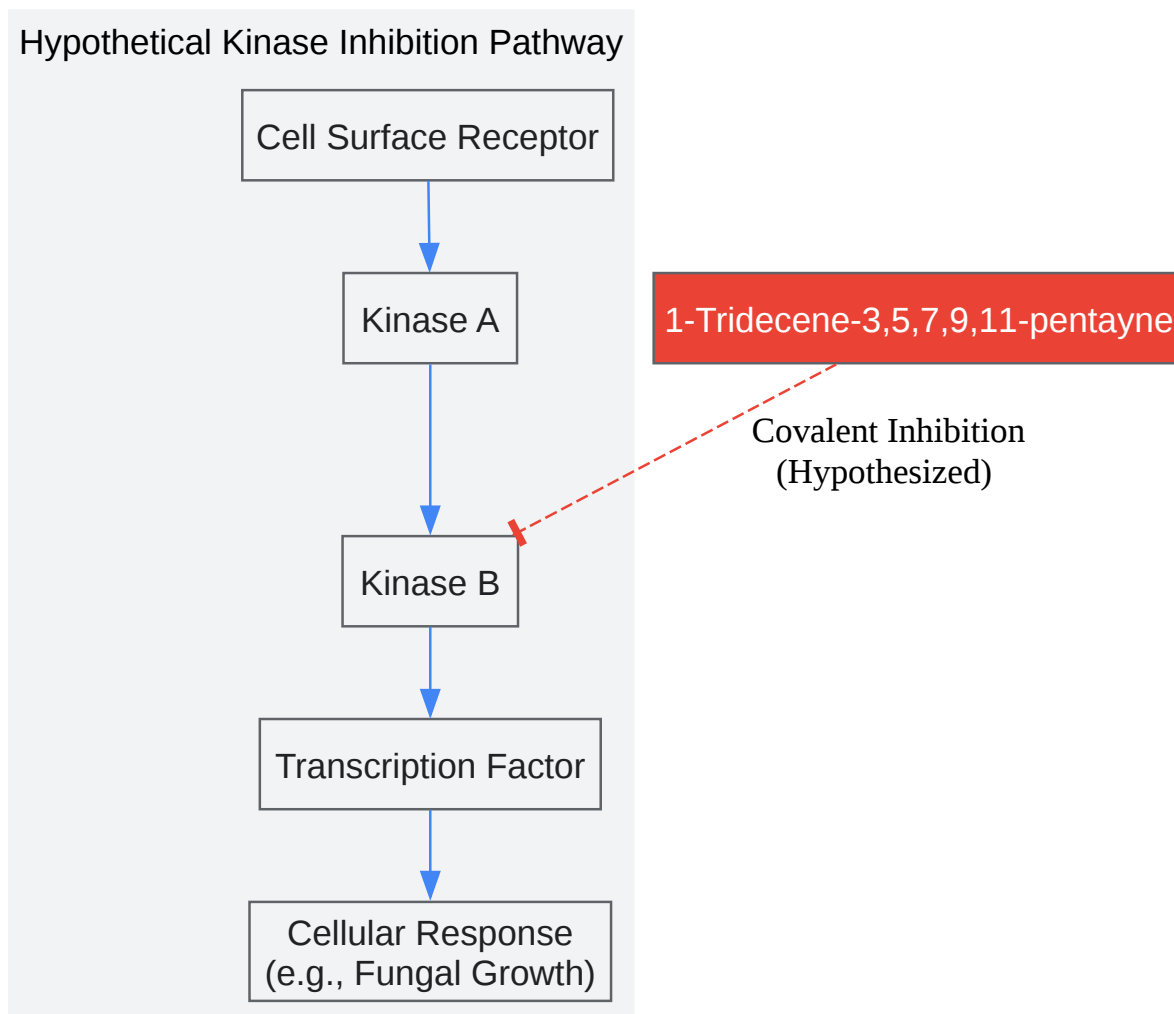 Hypothetical Kinase Inhibition Pathway
Cell Surface Receptor
Kinase A
1-Tridecene-3,5,7,9,11-pentayne
Covalent Inhibition
(Hypothesized)
Kinase B
Transcription Factor
Cellular Response
(e.g., Fungal Growth)